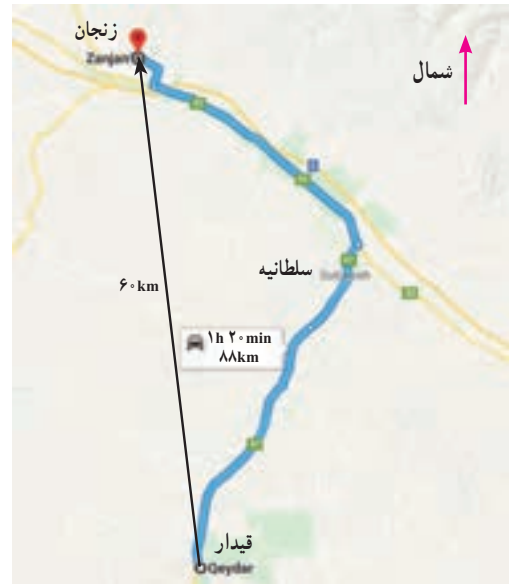 زنجان
Zanjan
شمال
سلطانیه
۶۰km
۱h ۲۰min
۸۸km
قیدار
Qeydar